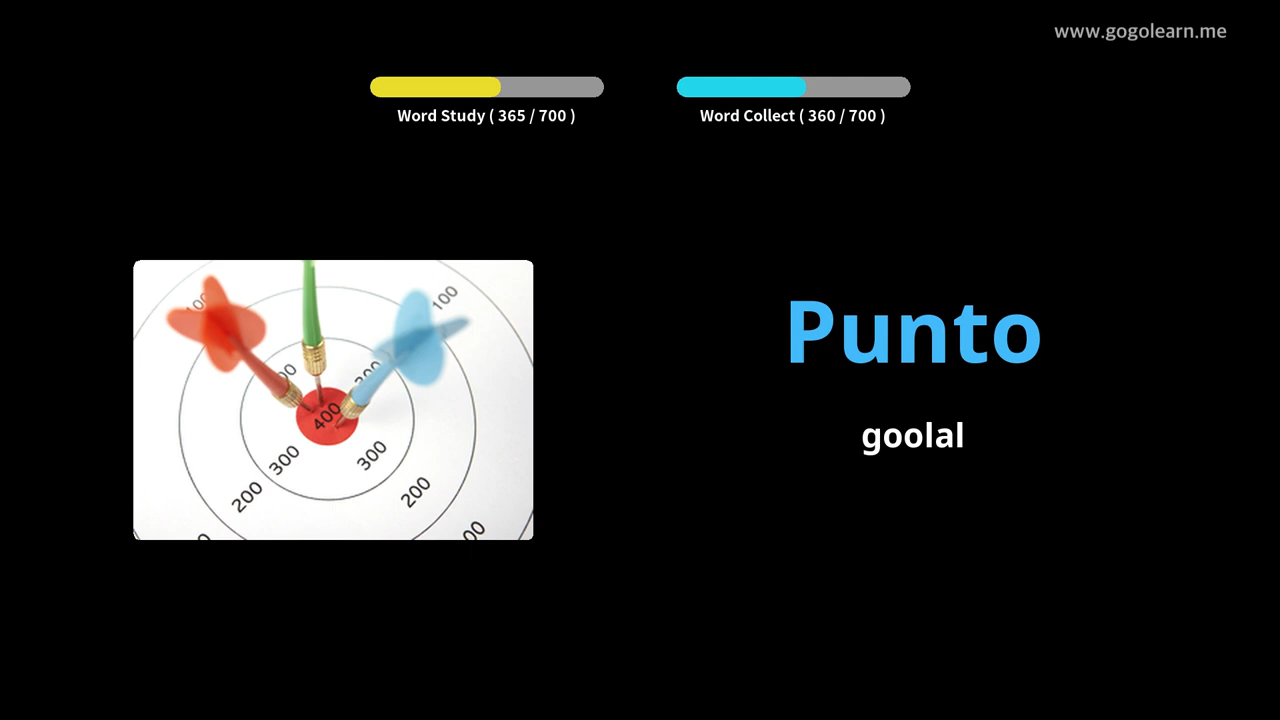 www.gogolearn.me
Word Study ( 365 / 700 )
Word Collect ( 360 / 700 )
Punto
goolal
100
100
400
300
300
200
200